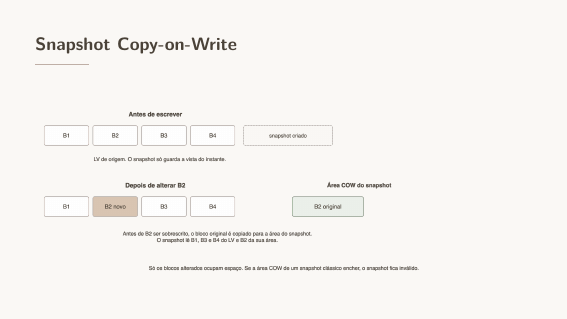 Snapshot Copy-on-Write
Antes de escrever
B1 B2 B3 B4 snapshot criado
LV de origem. O snapshot só guarda a vista do instante.
Depois de alterar B2 Área COW do snapshot
B1 B2 novo B3 B4 B2 original
Antes de B2 ser sobrescrito, o bloco original é copiado para a área do snapshot.
O snapshot lê B1, B3 e B4 do LV e B2 da sua área.
Só os blocos alterados ocupam espaço. Se a área COW de um snapshot clássico encher, o snapshot fica inválido.